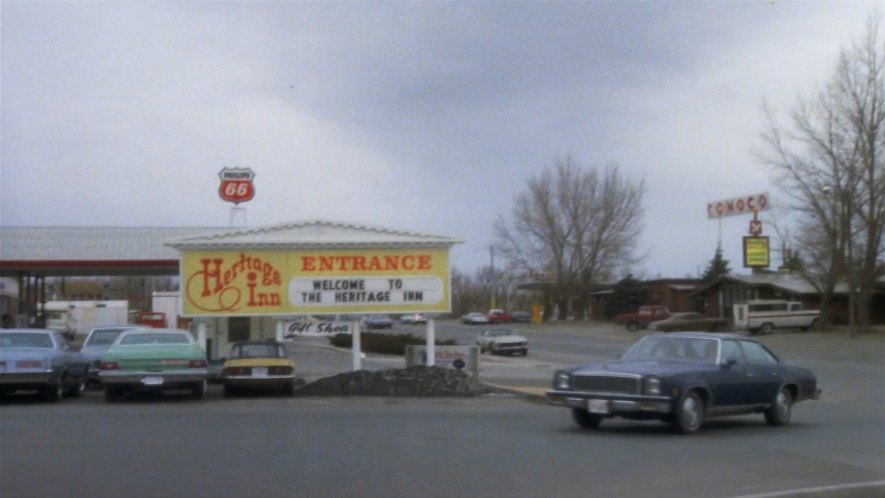 PHILLIPS
66
CONOCO
Heritage
Inn
ENTRANCE
WELCOME TO
THE HERITAGE INN
Gift Shop